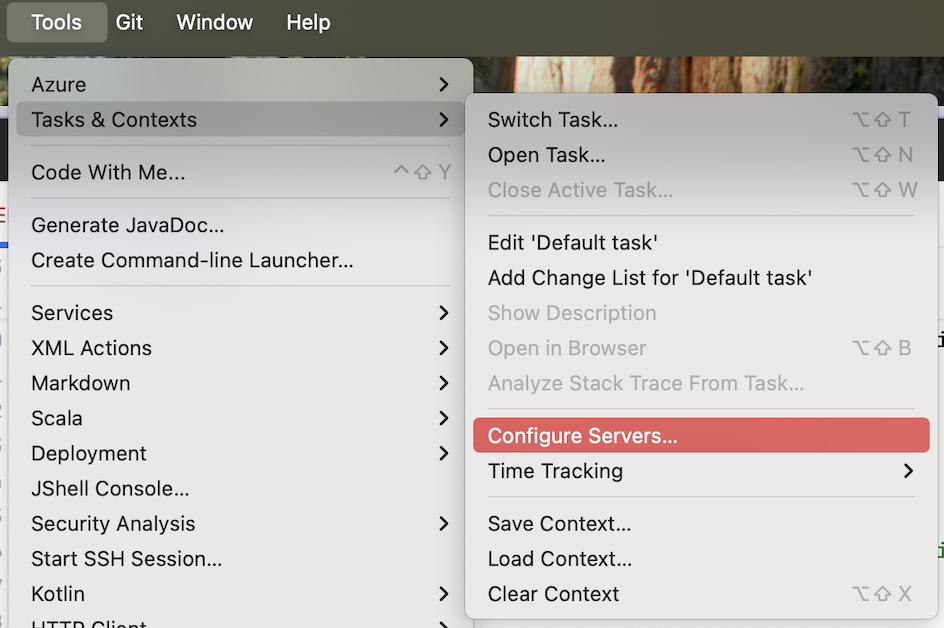 Tools Git Window Help
Azure
Tasks & Contexts
Code With Me... ^⇧ Y
Generate JavaDoc...
Create Command-line Launcher...
Services
XML Actions
Markdown
Scala
Deployment
JShell Console...
Security Analysis
Start SSH Session...
Kotlin
HTTP Client
Switch Task... ⌥⇧ T
Open Task... ⌥⇧ N
Close Active Task... ⌥⇧ W
Edit 'Default task'
Add Change List for 'Default task'
Show Description
Open in Browser ⌥⇧ B
Analyze Stack Trace From Task...
Configure Servers...
Time Tracking
Save Context...
Load Context...
Clear Context ⌥⇧ X